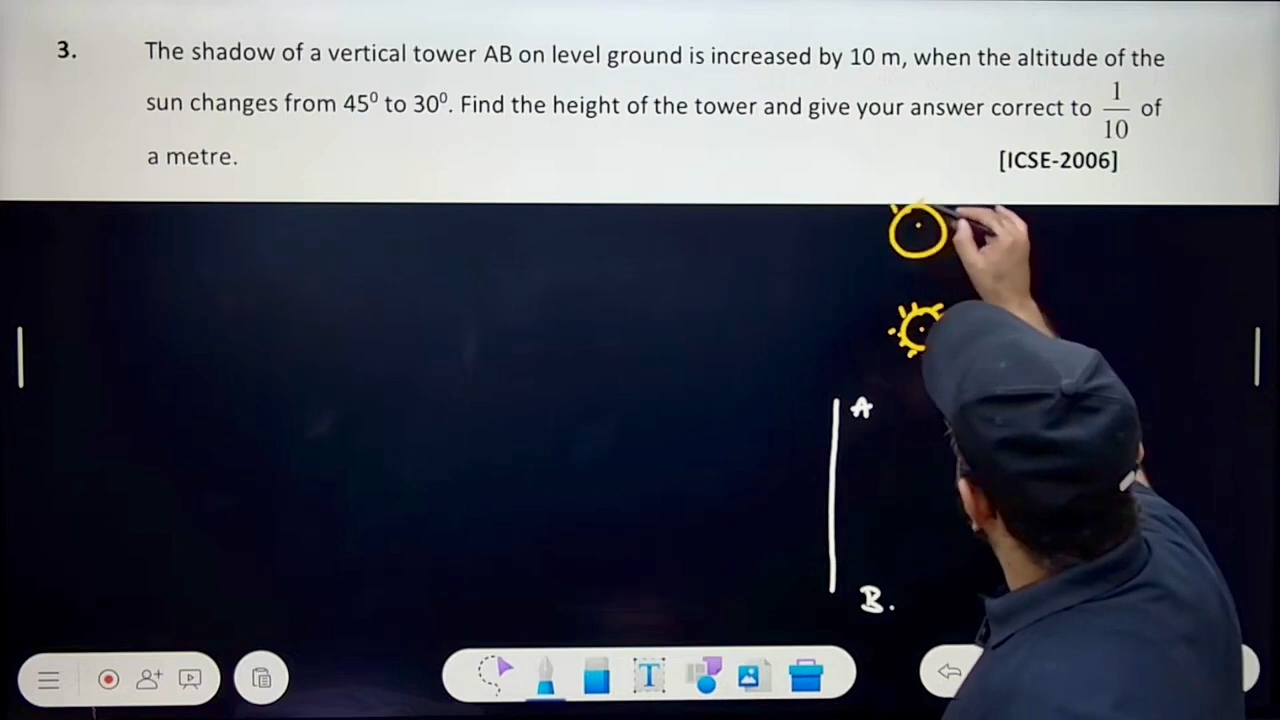 3. The shadow of a vertical tower AB on level ground is increased by 10 m, when the altitude of the
sun changes from 45⁰ to 30⁰. Find the height of the tower and give your answer correct to 1/10 of
a metre. [ICSE-2006]
A
B.
T